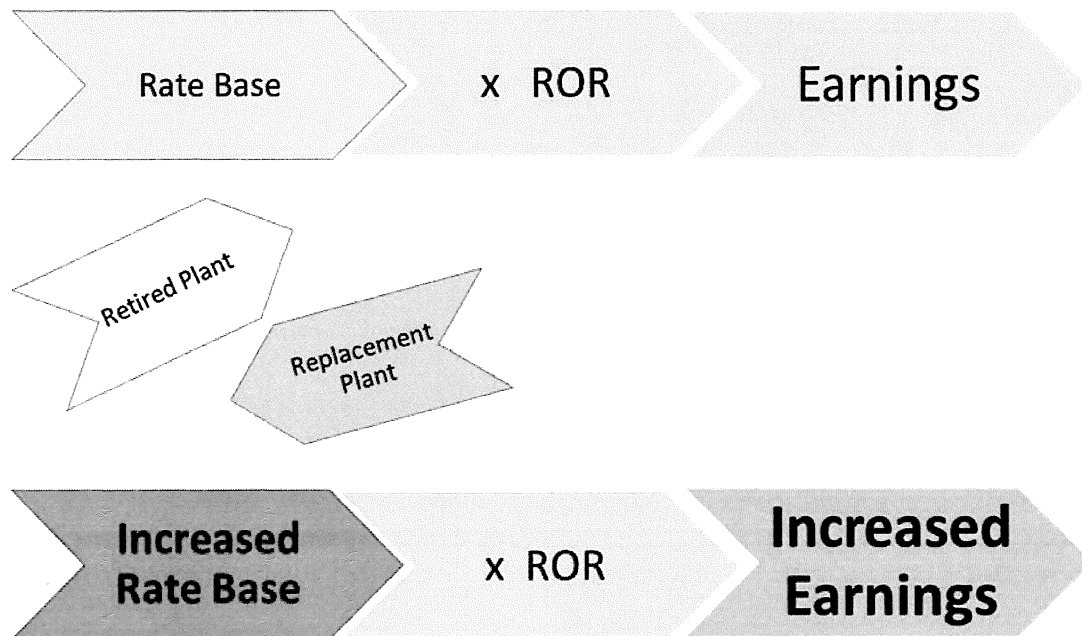 Rate Base
x ROR
Earnings
Retired Plant
Replacement
Plant
Increased
Rate Base
x ROR
Increased
Earnings